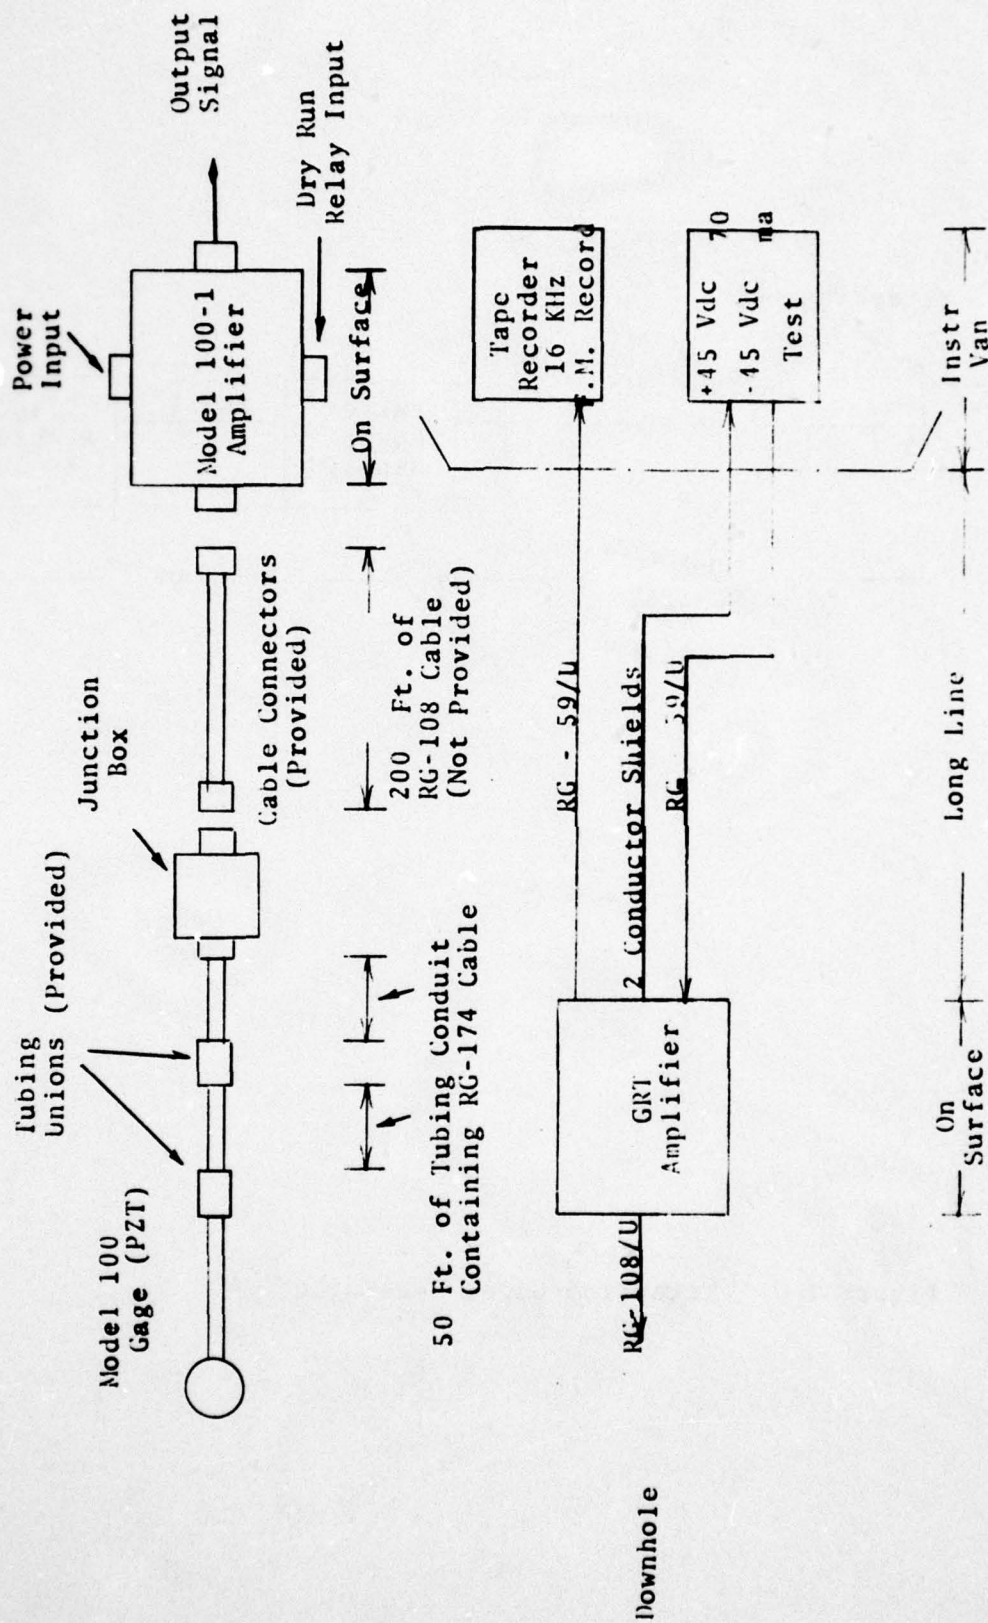 Model 100
Gage (PZT)
Tubing
Unions (Provided)
Junction
Box
Cable Connectors
(Provided)
Power
Input
Model 100-1
Amplifier
Output
Signal
Dry Run
Relay Input
50 Ft. of Tubing Conduit
Containing RG-174 Cable
200 Ft. of
RG-108 Cable
(Not Provided)
On Surface
Downhole
RG-108/U
GRT
Amplifier
RG - 59/U
2 Conductor Shields
RG 59/U
Tape
Recorder
16 KHz
F.M. Record
+45 Vdc 70
-45 Vdc ma
Test
On
Surface
Long Line
Instr
Van